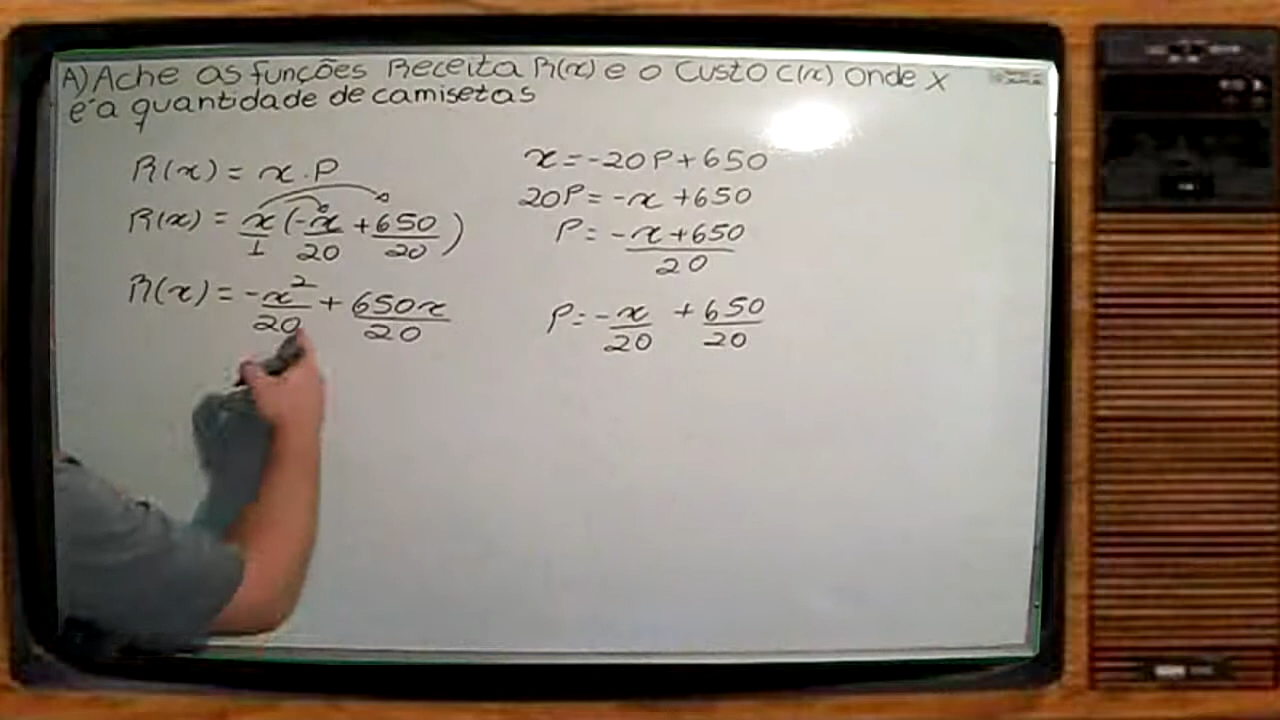 A) Ache as funções Receita R(x) e o Custo C(x) onde x
é a quantidade de camisetas
R(x) = x . P
R(x) = x/1 (-x/20 + 650/20)
R(x) = -x²/20 + 650x/20
x = -20P + 650
20P = -x + 650
P = -x + 650/20
P = -x/20 + 650/20